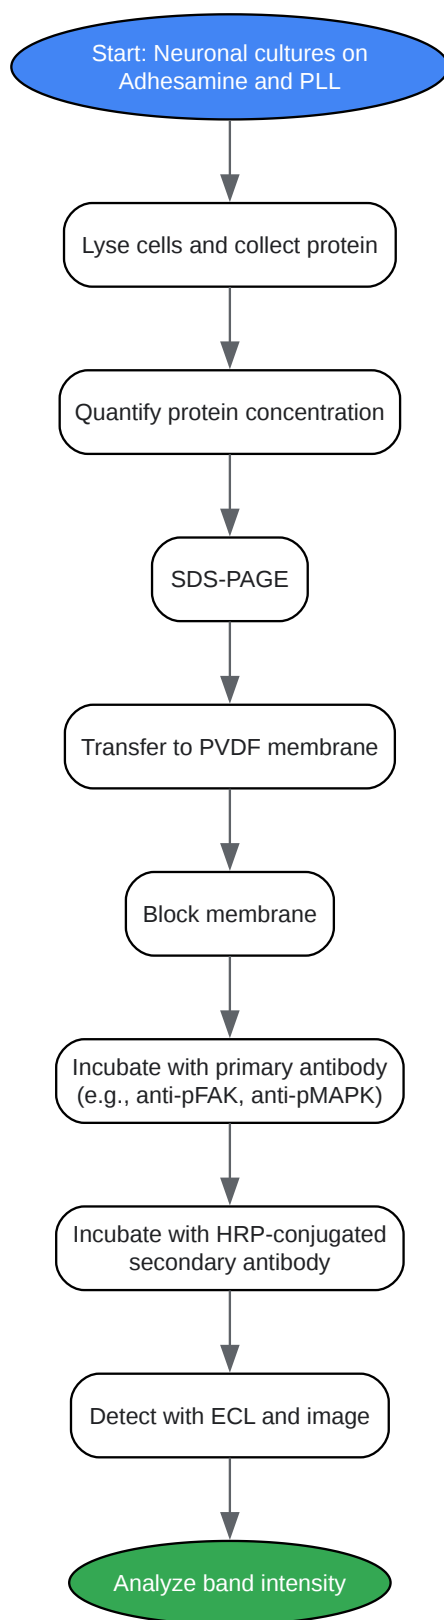 Start: Neuronal cultures on
Adhesamine and PLL
Lyse cells and collect protein
Quantify protein concentration
SDS-PAGE
Transfer to PVDF membrane
Block membrane
Incubate with primary antibody
(e.g., anti-pFAK, anti-pMAPK)
Incubate with HRP-conjugated
secondary antibody
Detect with ECL and image
Analyze band intensity